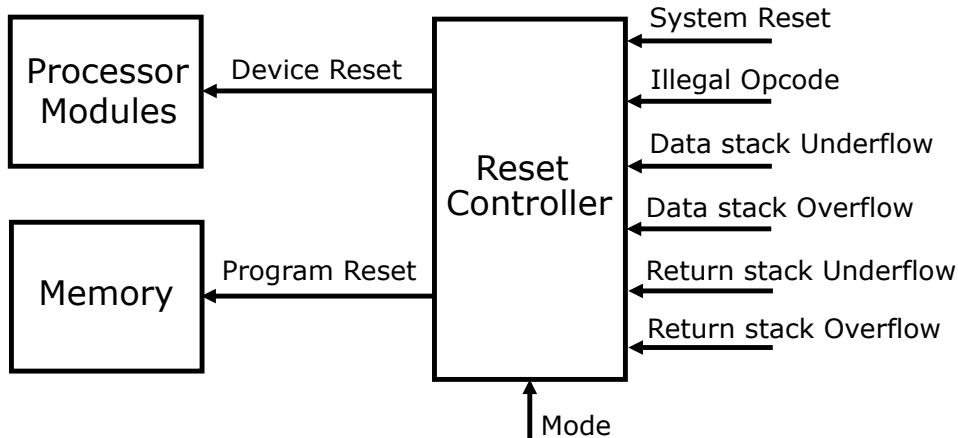 System Reset
Processor
Modules
Device Reset
Illegal Opcode
Reset
Controller
Data stack Underflow
Data stack Overflow
Memory
Program Reset
Return stack Underflow
Return stack Overflow
Mode